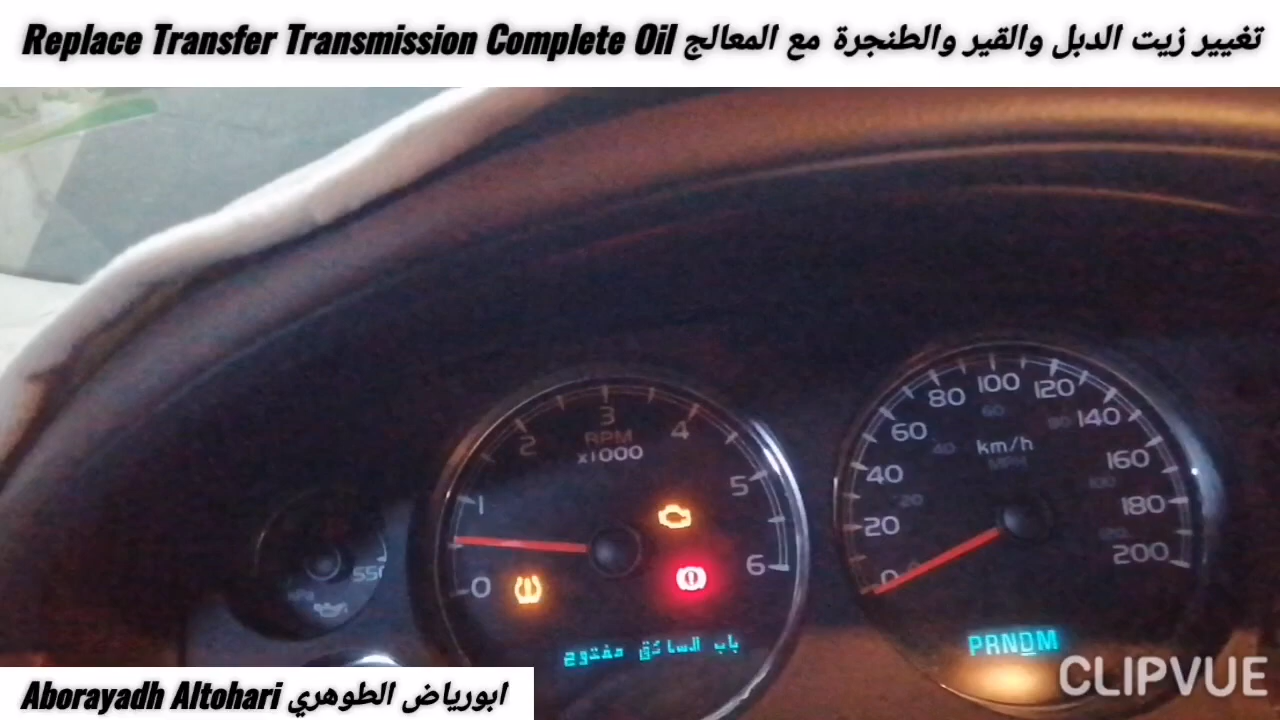 Replace Transfer Transmission Complete Oil تغيير زيت الدبل والقير والطنجرة مع المعالج
80 100 120
60 140
40 km/h 160
20 180
0 200
3
2 RPM 4
x1000
1 5
0 6
550
باب السائق مفتوح
PRNDM
CLIPVUE
Aborayadh Altohari ابورياض الطوهري